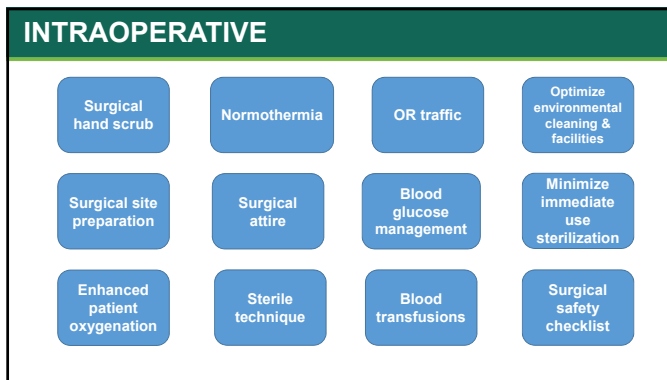 INTRAOPERATIVE
Surgical
hand scrub
Normothermia
OR traffic
Optimize
environmental
cleaning &
facilities
Surgical site
preparation
Surgical
attire
Blood
glucose
management
Minimize
immediate
use
sterilization
Enhanced
patient
oxygenation
Sterile
technique
Blood
transfusions
Surgical
safety
checklist